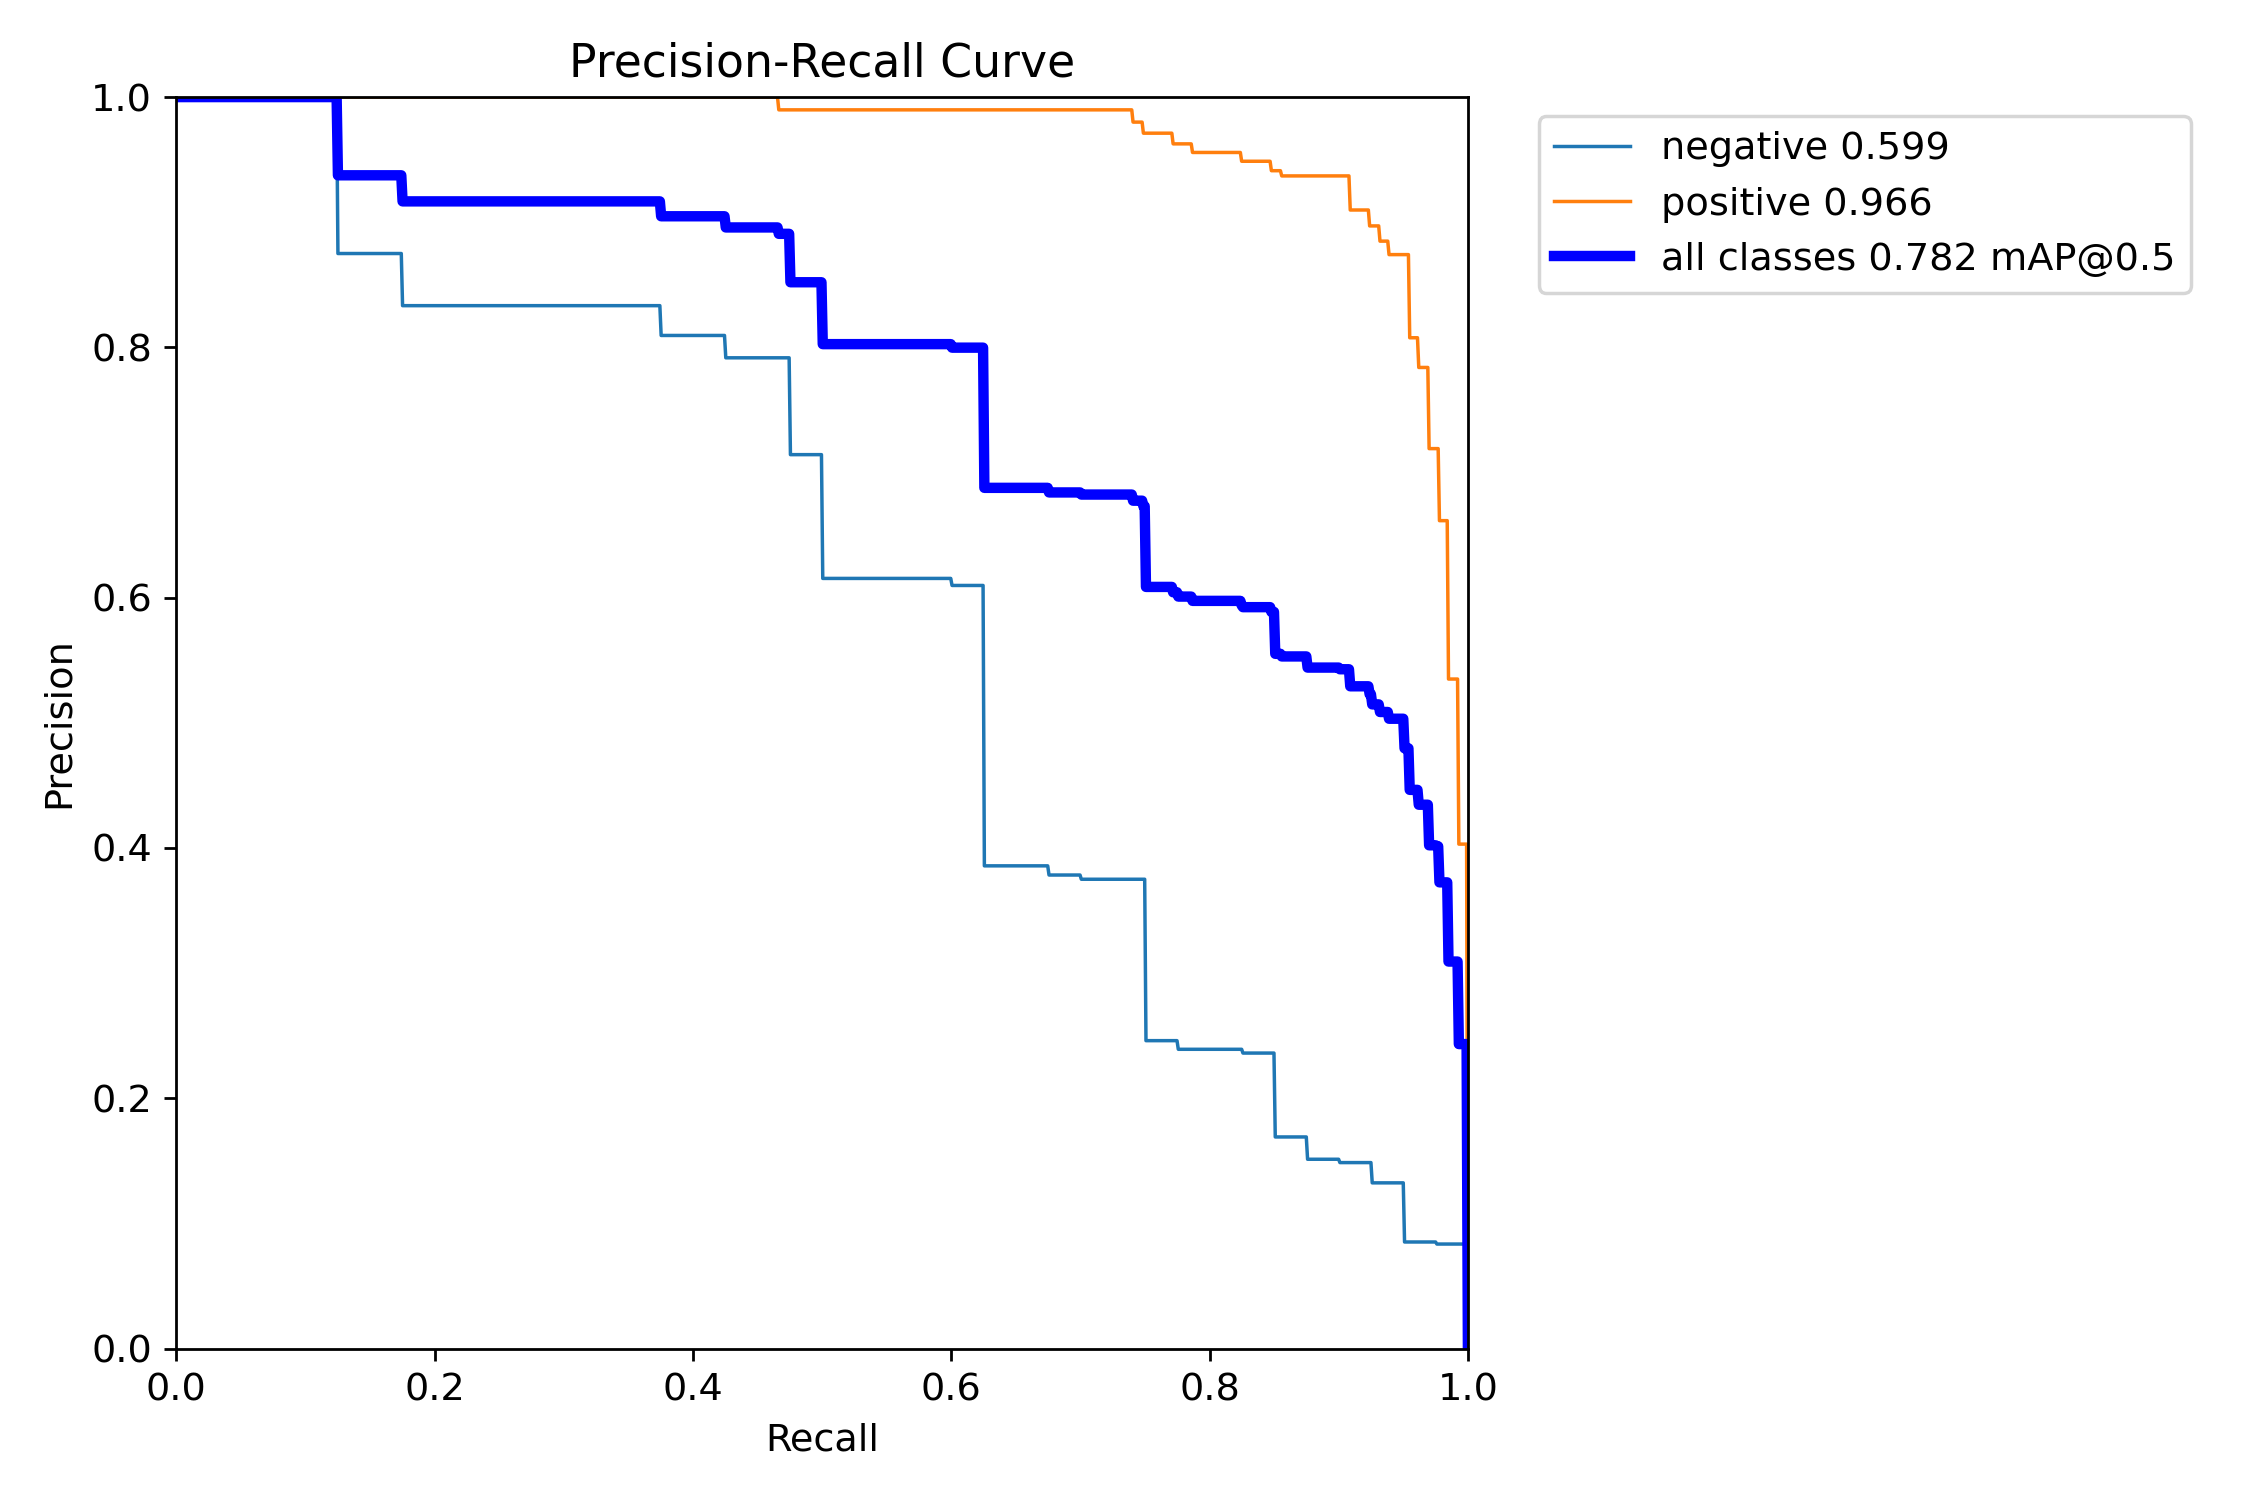 Precision-Recall Curve
1.0
0.8
0.6
0.4
0.2
0.0
Precision
0.0 0.2 0.4 0.6 0.8 1.0
Recall
negative 0.599
positive 0.966
all classes 0.782 mAP@0.5